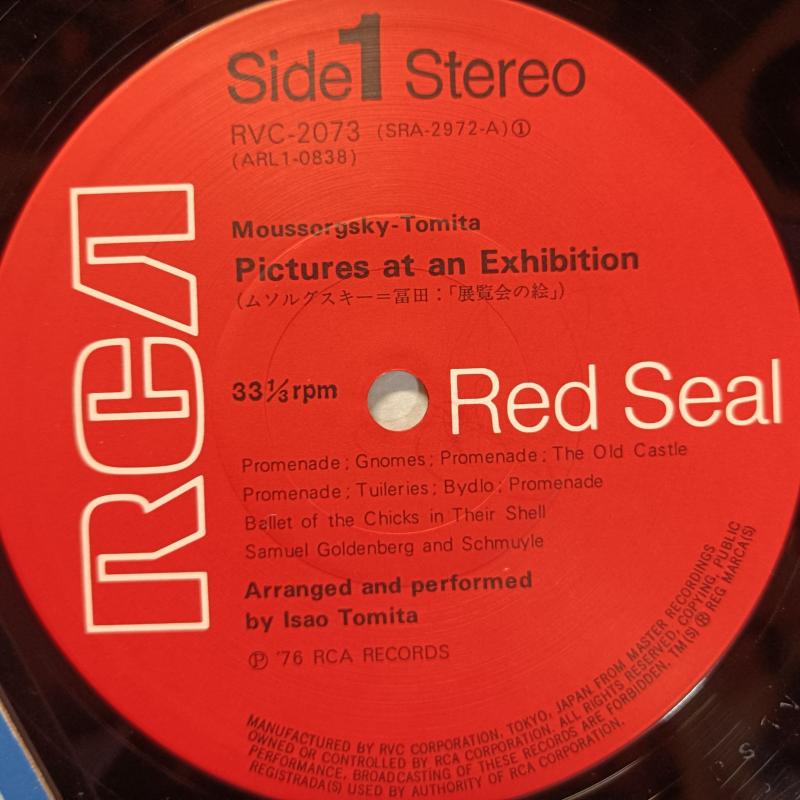 Side 1 Stereo
RVC-2073 (SRA-2972-A)①
(ARL1-0838)
Moussorgsky-Tomita
Pictures at an Exhibition
(ムソルグスキー＝冨田：「展覧会の絵」)
33⅓rpm
Red Seal
RCA
Promenade; Gnomes; Promenade; The Old Castle
Promenade; Tuileries; Bydlo; Promenade
Ballet of the Chicks in Their Shell
Samuel Goldenberg and Schmuyle
Arranged and performed
by Isao Tomita
Ⓟ '76 RCA RECORDS
MANUFACTURED BY RVC CORPORATION, TOKYO, JAPAN FROM MASTER RECORDINGS
OWNED OR CONTROLLED BY RCA CORPORATION. ALL RIGHTS RESERVED, COPYING, PUBLIC
PERFORMANCE, BROADCASTING OF THESE RECORDS ARE FORBIDDEN. TM(S) ® REG MARCA(S)
REGISTRADA(S) USED BY AUTHORITY OF RCA CORPORATION.